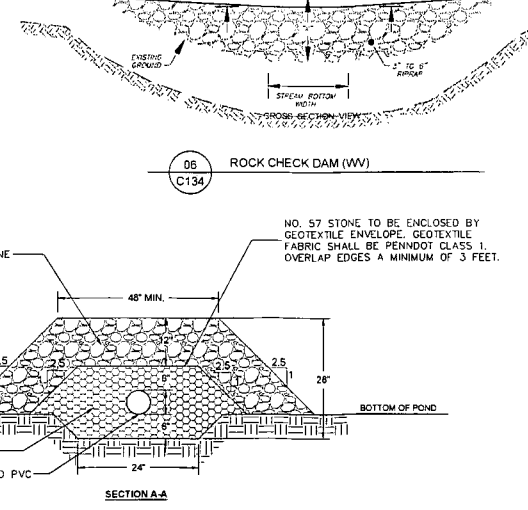 EXISTING
GROUND
3" TO 6"
RIPRAP
STREAM BOTTOM
WIDTH
CROSS SECTION VIEW
06
C134
ROCK CHECK DAM (WV)
NO. 57 STONE TO BE ENCLOSED BY
GEOTEXTILE ENVELOPE. GEOTEXTILE
FABRIC SHALL BE PENNDOT CLASS 1.
OVERLAP EDGES A MINIMUM OF 3 FEET.
NE
48" MIN.
12"
2.5
2.5
6"
2.5
1
2.5
1
26"
BOTTOM OF POND
6"
D PVC
24"
SECTION A-A